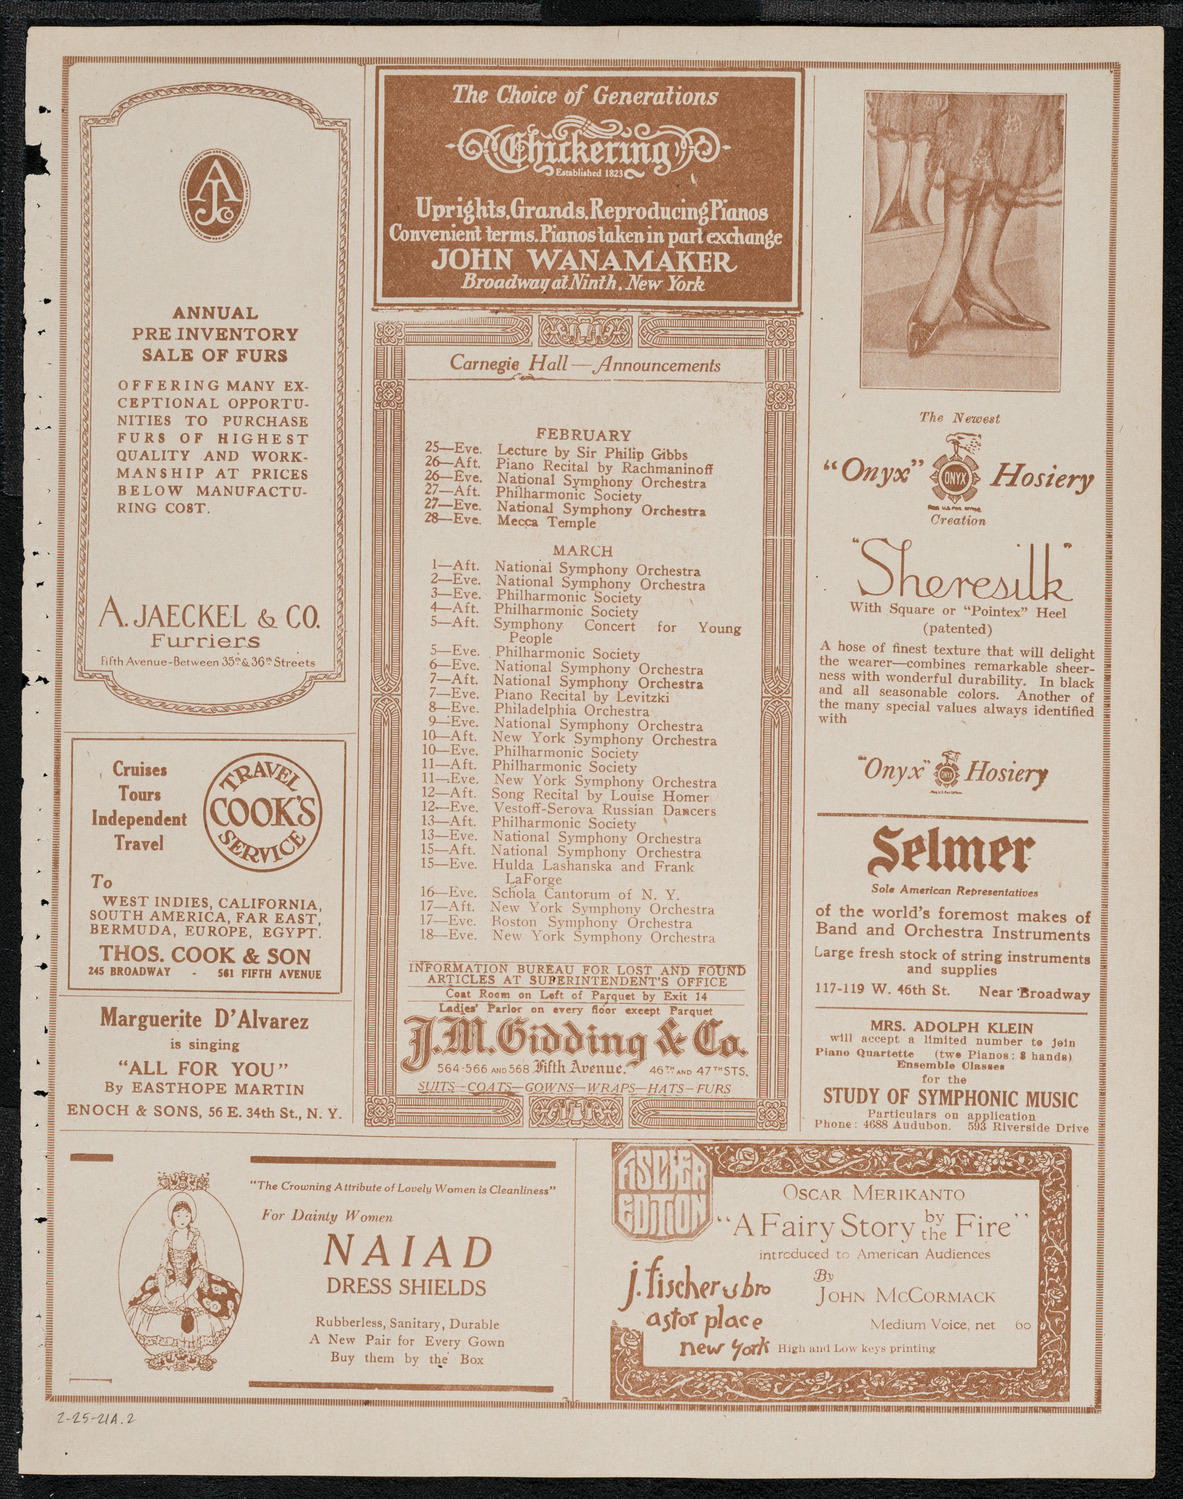 AJCo
ANNUAL
PRE INVENTORY
SALE OF FURS
OFFERING MANY EX-
CEPTIONAL OPPORTU-
NITIES TO PURCHASE
FURS OF HIGHEST
QUALITY AND WORK-
MANSHIP AT PRICES
BELOW MANUFACTU-
RING COST.
A. JAECKEL & CO.
Furriers
Fifth Avenue-Between 35th & 36th Streets
Cruises
Tours
Independent
Travel
TRAVEL
COOK'S
SERVICE
To
WEST INDIES, CALIFORNIA,
SOUTH AMERICA, FAR EAST,
BERMUDA, EUROPE, EGYPT.
THOS. COOK & SON
245 BROADWAY - 561 FIFTH AVENUE
Marguerite D'Alvarez
is singing
"ALL FOR YOU"
By EASTHOPE MARTIN
ENOCH & SONS, 56 E. 34th St., N. Y.
The Choice of Generations
Chickering
Established 1823
Uprights, Grands, Reproducing Pianos
Convenient terms. Pianos taken in part exchange
JOHN WANAMAKER
Broadway at Ninth, New York
Carnegie Hall — Announcements
FEBRUARY
25—Eve. Lecture by Sir Philip Gibbs
26—Aft. Piano Recital by Rachmaninoff
26—Eve. National Symphony Orchestra
27—Aft. Philharmonic Society
27—Eve. National Symphony Orchestra
28—Eve. Mecca Temple
MARCH
1—Aft. National Symphony Orchestra
2—Eve. National Symphony Orchestra
3—Eve. Philharmonic Society
4—Aft. Philharmonic Society
5—Aft. Symphony Concert for Young
People
5—Eve. Philharmonic Society
6—Eve. National Symphony Orchestra
7—Aft. National Symphony Orchestra
7—Eve. Piano Recital by Levitzki
8—Eve. Philadelphia Orchestra
9—Eve. National Symphony Orchestra
10—Aft. New York Symphony Orchestra
10—Eve. Philharmonic Society
11—Aft. Philharmonic Society
11—Eve. New York Symphony Orchestra
12—Aft. Song Recital by Louise Homer
12—Eve. Vestoff-Serova Russian Dancers
13—Aft. Philharmonic Society
13—Eve. National Symphony Orchestra
15—Aft. National Symphony Orchestra
15—Eve. Hulda Lashanska and Frank
LaForge
16—Eve. Schola Cantorum of N. Y.
17—Aft. New York Symphony Orchestra
17—Eve. Boston Symphony Orchestra
18—Eve. New York Symphony Orchestra
INFORMATION BUREAU FOR LOST AND FOUND
ARTICLES AT SUPERINTENDENT'S OFFICE
Coat Room on Left of Parquet by Exit 14
Ladies' Parlor on every floor except Parquet
J.M. Gidding & Co.
564-566 AND 568 Fifth Avenue. 46TH AND 47TH STS.
SUITS—COATS—GOWNS—WRAPS—HATS—FURS
The Newest
"Onyx" ONYX Hosiery
Creation
"Sheresilk"
With Square or "Pointex" Heel
(patented)
A hose of finest texture that will delight
the wearer—combines remarkable sheer-
ness with wonderful durability. In black
and all seasonable colors. Another of
the many special values always identified
with
"Onyx" ONYX Hosiery
Selmer
Sole American Representatives
of the world's foremost makes of
Band and Orchestra Instruments
Large fresh stock of string instruments
and supplies
117-119 W. 46th St. Near Broadway
MRS. ADOLPH KLEIN
will accept a limited number to join
Piano Quartette (two Pianos: 8 hands)
Ensemble Classes
for the
STUDY OF SYMPHONIC MUSIC
Particulars on application
Phone: 4688 Audubon. 593 Riverside Drive
"The Crowning Attribute of Lovely Women is Cleanliness"
For Dainty Women
NAIAD
DRESS SHIELDS
Rubberless, Sanitary, Durable
A New Pair for Every Gown
Buy them by the Box
FISCHER
EDITION
OSCAR MERIKANTO
"A Fairy Story by the Fire"
introduced to American Audiences
By
JOHN McCORMACK
j. fischer & bro
astor place
new york
Medium Voice, net 60
High and Low keys printing
2-25-21A.2